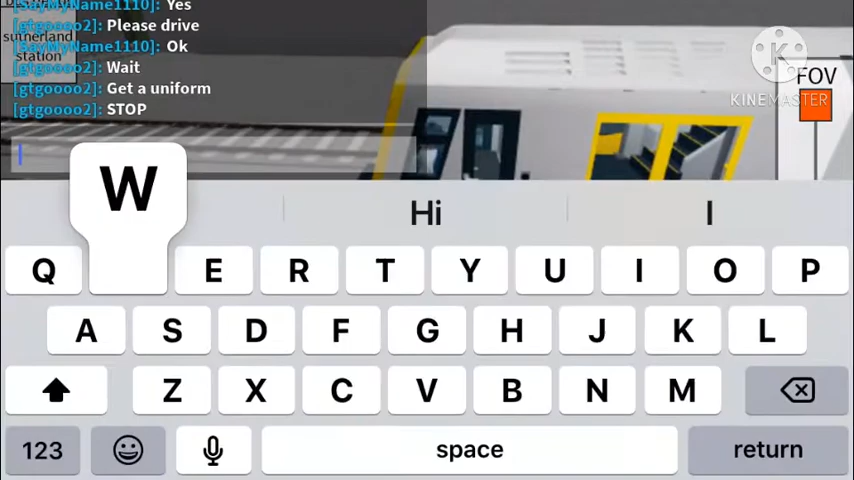 [SayMyName1110]: Yes
[gtgoooo2]: Please drive
[SayMyName1110]: Ok
[gtgoooo2]: Wait
[gtgoooo2]: Get a uniform
[gtgoooo2]: STOP
sutherland
station
K
KINEMASTER
FOV
W
Hi
I
Q E R T Y U I O P
A S D F G H J K L
Z X C V B N M
123
space
return